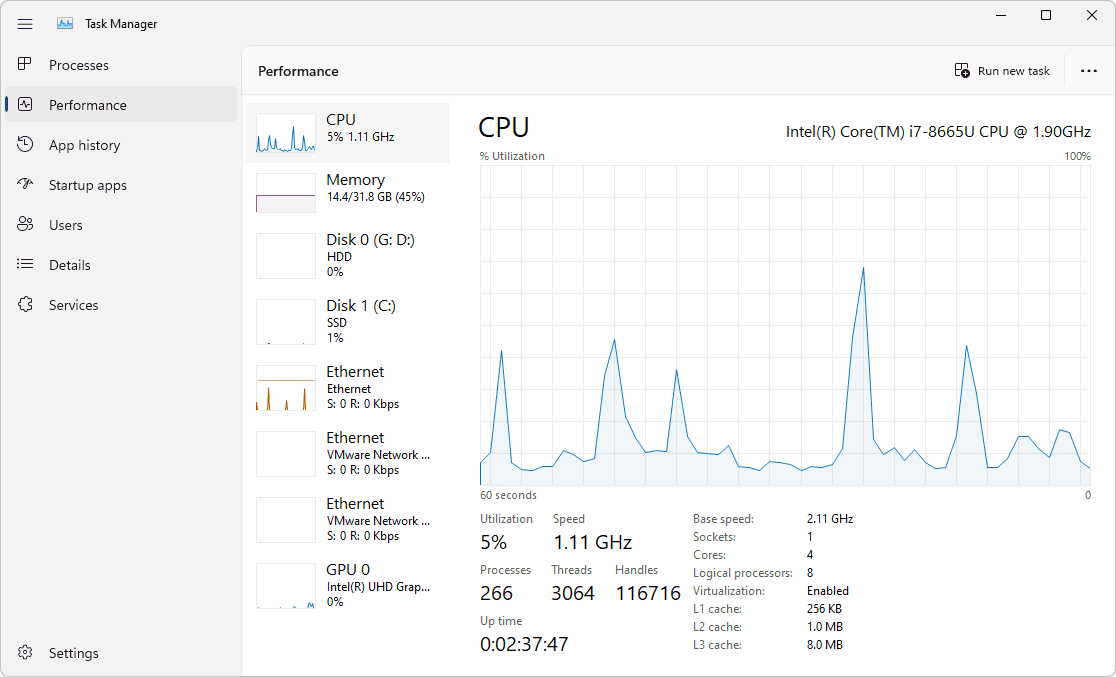 Task Manager
Processes
Performance
App history
Startup apps
Users
Details
Services
Settings
Performance
Run new task
CPU
5% 1.11 GHz
Memory
14.4/31.8 GB (45%)
Disk 0 (G: D:)
HDD
0%
Disk 1 (C:)
SSD
1%
Ethernet
Ethernet
S: 0 R: 0 Kbps
Ethernet
VMware Network ...
S: 0 R: 0 Kbps
Ethernet
VMware Network ...
S: 0 R: 0 Kbps
GPU 0
Intel(R) UHD Grap...
0%
CPU
Intel(R) Core(TM) i7-8665U CPU @ 1.90GHz
% Utilization 100%
60 seconds 0
Utilization Speed
5% 1.11 GHz
Processes Threads Handles
266 3064 116716
Up time
0:02:37:47
Base speed: 2.11 GHz
Sockets: 1
Cores: 4
Logical processors: 8
Virtualization: Enabled
L1 cache: 256 KB
L2 cache: 1.0 MB
L3 cache: 8.0 MB